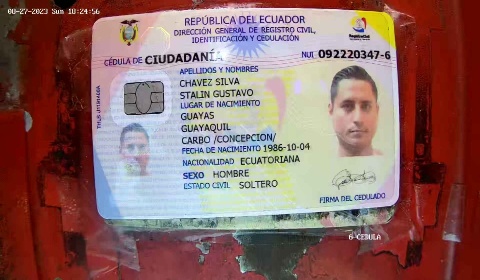 08-27-2023 Sun 18:24:56
REPÚBLICA DEL ECUADOR
DIRECCIÓN GENERAL DE REGISTRO CIVIL,
IDENTIFICACIÓN Y CEDULACIÓN
CÉDULA DE CIUDADANÍA
NUI 092220347-6
APELLIDOS Y NOMBRES
CHAVEZ SILVA
STALIN GUSTAVO
LUGAR DE NACIMIENTO
GUAYAS
GUAYAQUIL
CARBO /CONCEPCION/
FECHA DE NACIMIENTO 1986-10-04
NACIONALIDAD ECUATORIANA
SEXO HOMBRE
ESTADO CIVIL SOLTERO
FIRMA DEL CEDULADO
6-CEDULA